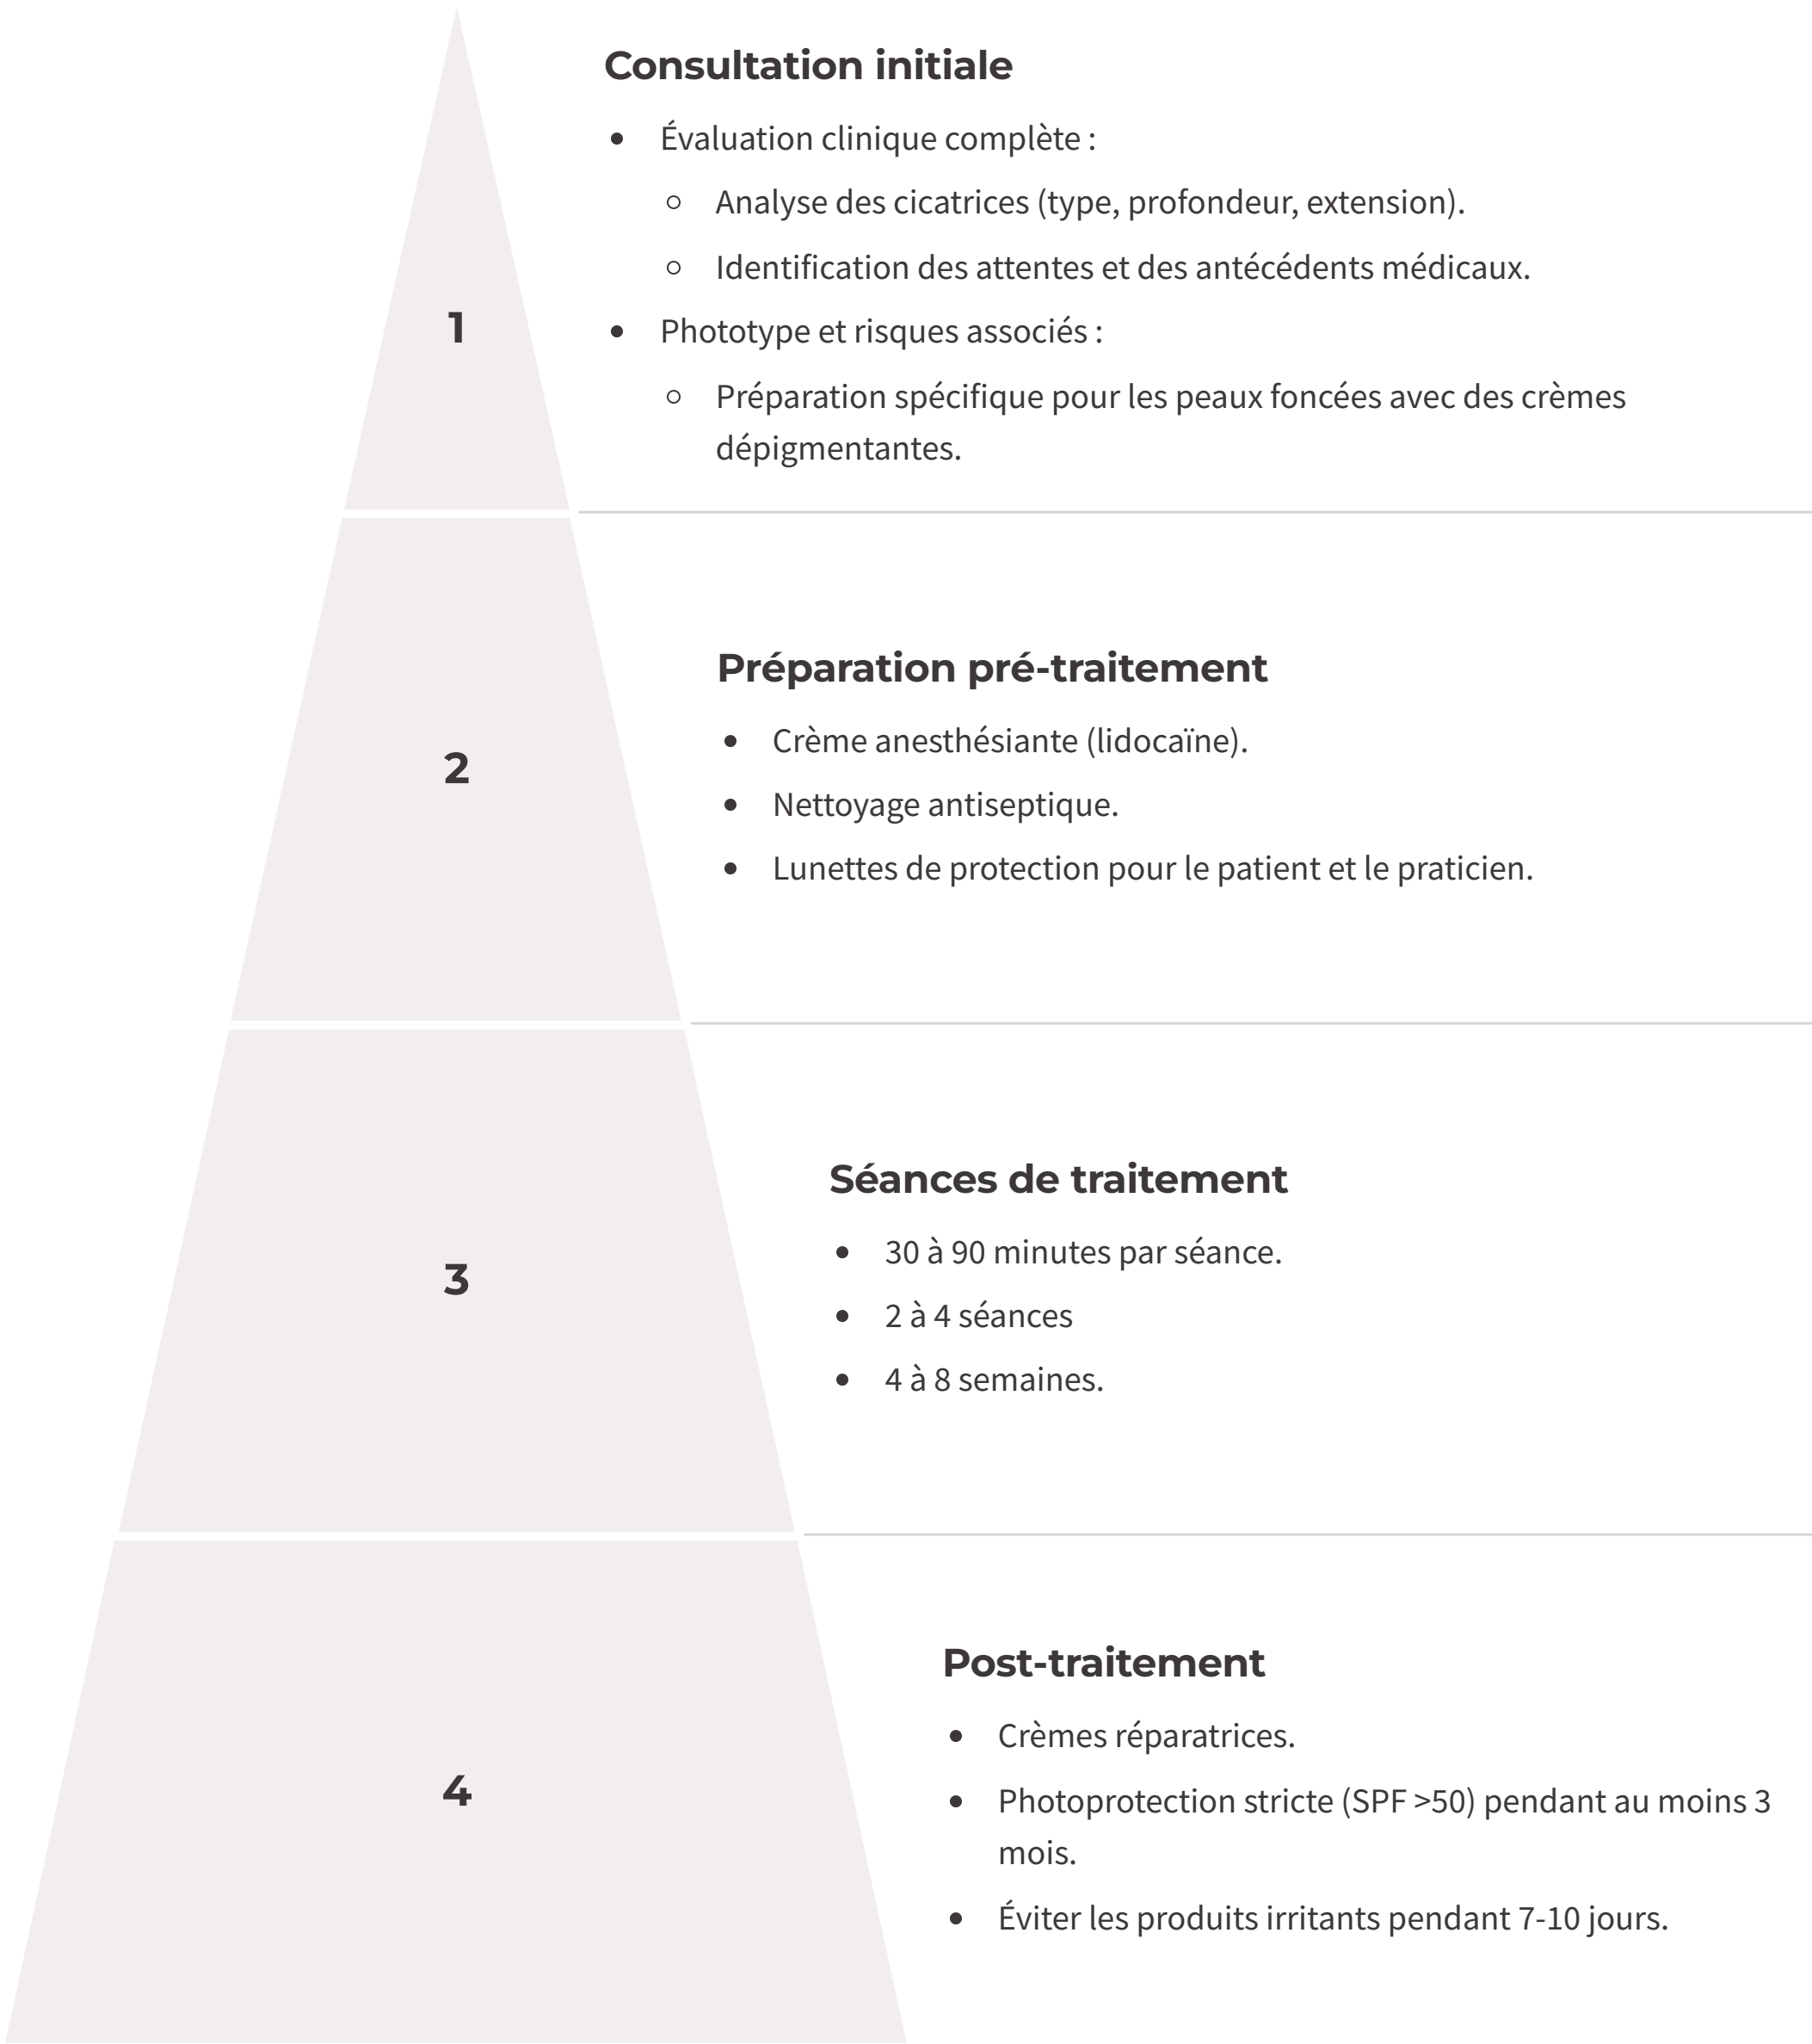 Consultation initiale
• Évaluation clinique complète :
○ Analyse des cicatrices (type, profondeur, extension).
○ Identification des attentes et des antécédents médicaux.
1
• Phototype et risques associés :
○ Préparation spécifique pour les peaux foncées avec des crèmes
dépigmentantes.
Préparation pré-traitement
• Crème anesthésiante (lidocaïne).
2
• Nettoyage antiseptique.
• Lunettes de protection pour le patient et le praticien.
Séances de traitement
• 30 à 90 minutes par séance.
3
• 2 à 4 séances
• 4 à 8 semaines.
Post-traitement
• Crèmes réparatrices.
4
• Photoprotection stricte (SPF >50) pendant au moins 3
mois.
• Éviter les produits irritants pendant 7-10 jours.